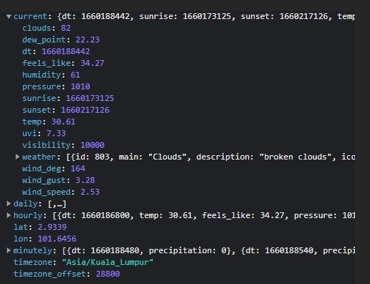 ▼ current: {dt: 1660188442, sunrise: 1660173125, sunset: 1660217126, temp
clouds: 82
dew_point: 22.23
dt: 1660188442
feels_like: 34.27
humidity: 61
pressure: 1010
sunrise: 1660173125
sunset: 1660217126
temp: 30.61
uvi: 7.33
visibility: 10000
▶ weather: [{id: 803, main: "Clouds", description: "broken clouds", ico
wind_deg: 164
wind_gust: 3.28
wind_speed: 2.53
▶ daily: [,…]
▶ hourly: [{dt: 1660186800, temp: 30.61, feels_like: 34.27, pressure: 101
lat: 2.9339
lon: 101.6456
▶ minutely: [{dt: 1660188480, precipitation: 0}, {dt: 1660188540, precipi
timezone: "Asia/Kuala_Lumpur"
timezone_offset: 28800